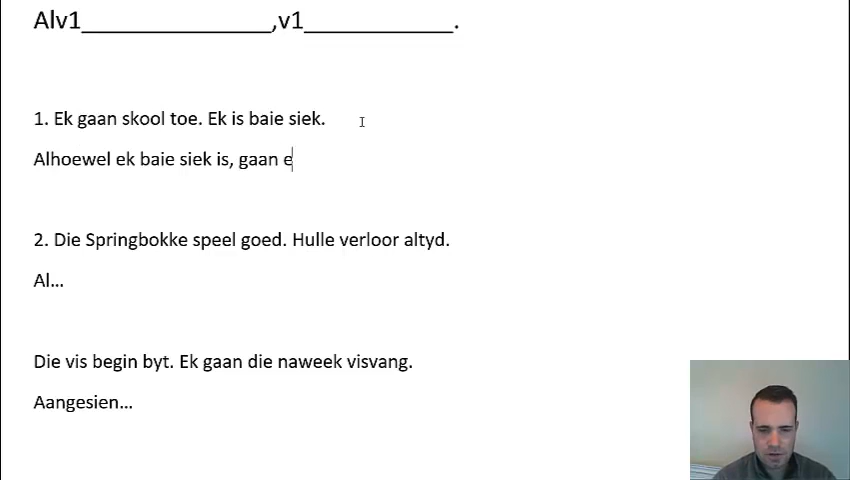 Alv1_______________,v1____________.
1. Ek gaan skool toe. Ek is baie siek.
Alhoewel ek baie siek is, gaan e
2. Die Springbokke speel goed. Hulle verloor altyd.
Al...
Die vis begin byt. Ek gaan die naweek visvang.
Aangesien...